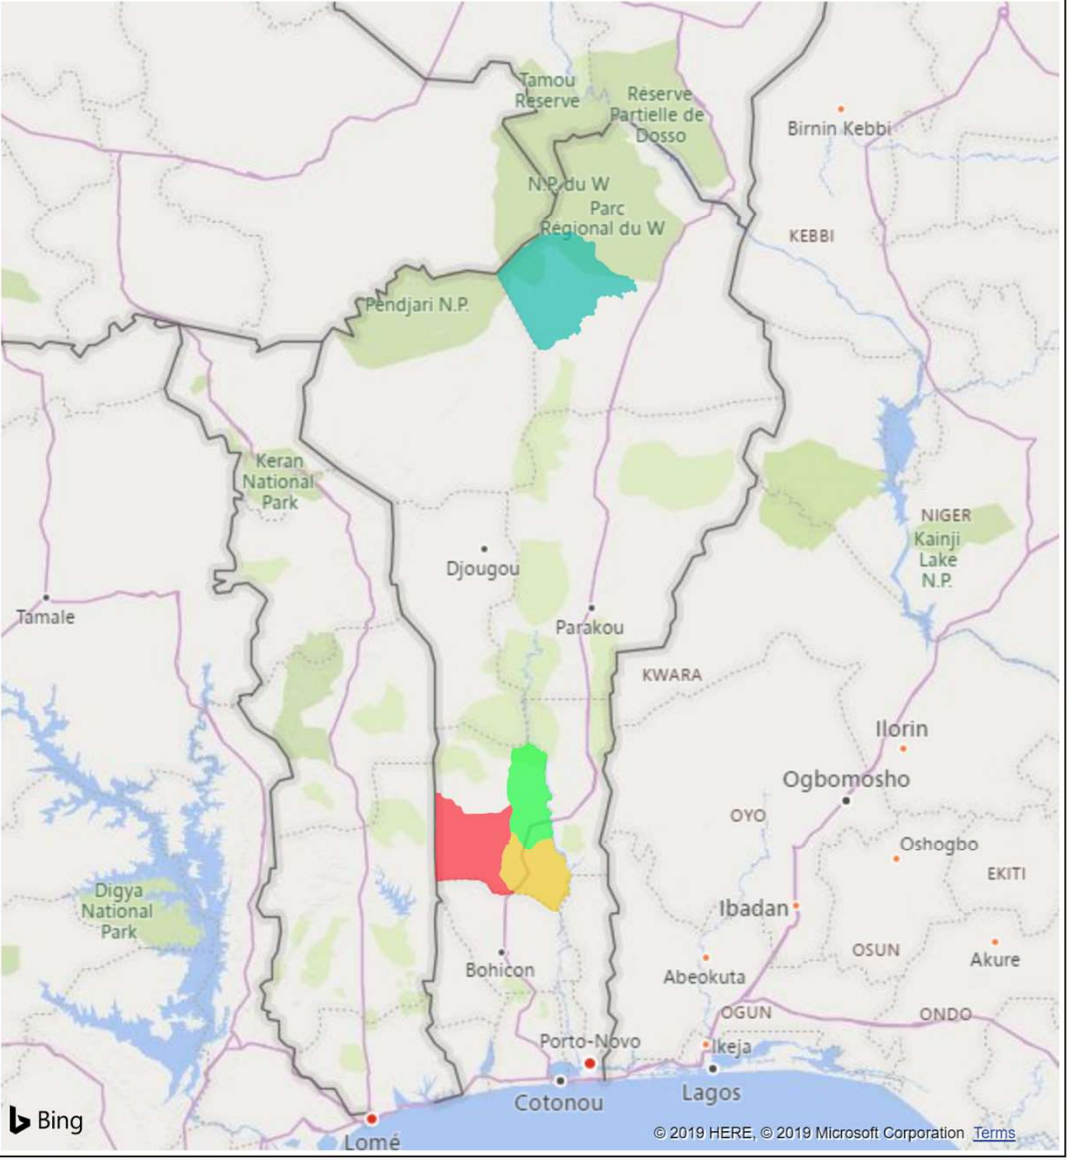 Tamou
Reserve
Réserve
Partielle de
Dosso
Birnin Kebbi
N.P. du W
Parc
Régional du W
KEBBI
Pendjari N.P.
Keran
National
Park
NIGER
Kainji
Lake
N.P.
Djougou
Tamale
Parakou
KWARA
Ilorin
Ogbomosho
OYO
Oshogbo
EKITI
Digya
National
Park
Ibadan
OSUN
Akure
Bohicon
Abeokuta
OGUN
ONDO
Porto-Novo
Ikeja
Cotonou
Lagos
Bing
Lomé
© 2019 HERE, © 2019 Microsoft Corporation Terms